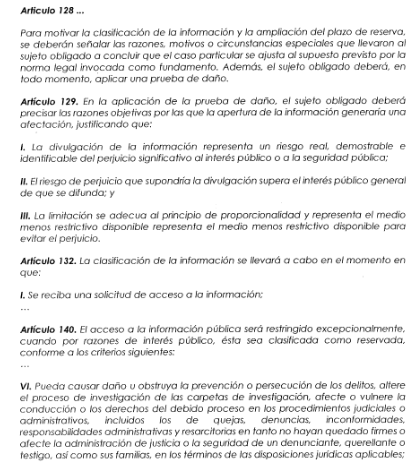 Artículo 128 ...
Para motivar la clasificación de la información y la ampliación del plazo de reserva,
se deberán señalar las razones, motivos o circunstancias especiales que llevaron al
sujeto obligado a concluir que el caso particular se ajusta al supuesto previsto por la
norma legal invocada como fundamento. Además, el sujeto obligado deberá, en
todo momento, aplicar una prueba de daño.
Artículo 129. En la aplicación de la prueba de daño, el sujeto obligado deberá
precisar las razones objetivas por las que la apertura de la información generaría una
afectación, justificando que:
I. La divulgación de la información representa un riesgo real, demostrable e
identificable del perjuicio significativo al interés público o a la seguridad pública;
II. El riesgo de perjuicio que supondría la divulgación supera el interés público general
de que se difunda; y
III. La limitación se adecua al principio de proporcionalidad y representa el medio
menos restrictivo disponible representa el medio menos restrictivo disponible para
evitar el perjuicio.
Artículo 132. La clasificación de la información se llevará a cabo en el momento en
que:
I. Se reciba una solicitud de acceso a la información;
...
Artículo 140. El acceso a la información pública será restringido excepcionalmente,
cuando por razones de interés público, ésta sea clasificada como reservada,
conforme a los criterios siguientes:
...
VI. Pueda causar daño u obstruya la prevención o persecución de los delitos, altere
el proceso de investigación de las carpetas de investigación, afecte o vulnere la
conducción o los derechos del debido proceso en los procedimientos judiciales o
administrativos, incluidos los de quejas, denuncias, inconformidades,
responsabilidades administrativas y resarcitorias en tanto no hayan quedado firmes o
afecte la administración de justicia o la seguridad de un denunciante, querellante o
testigo, así como sus familias, en los términos de las disposiciones jurídicas aplicables;